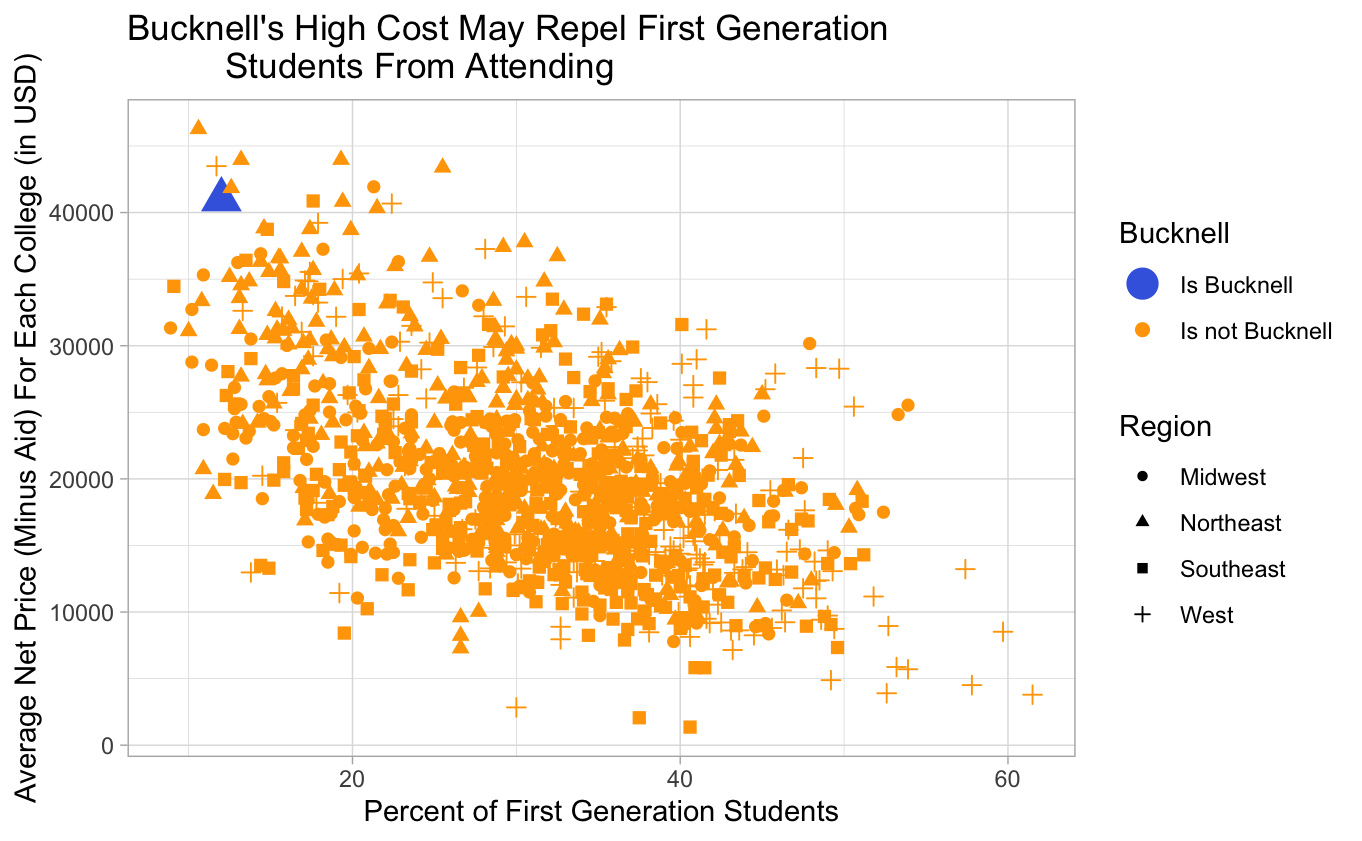 Bucknell's High Cost May Repel First Generation
Students From Attending
Average Net Price (Minus Aid) For Each College (in USD)
40000
30000
20000
10000
0
20
40
60
Percent of First Generation Students
Bucknell
Is Bucknell
Is not Bucknell
Region
Midwest
Northeast
Southeast
West